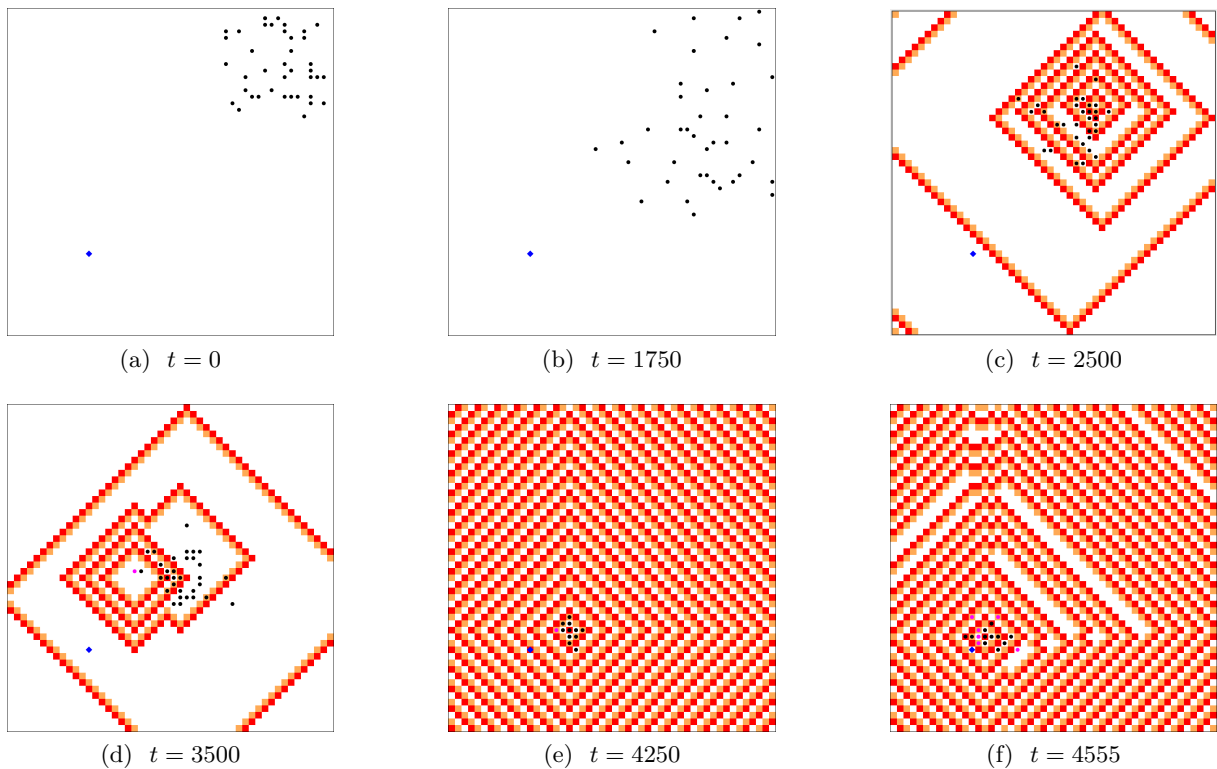 (a) t = 0
(b) t = 1750
(c) t = 2500
(d) t = 3500
(e) t = 4250
(f) t = 4555